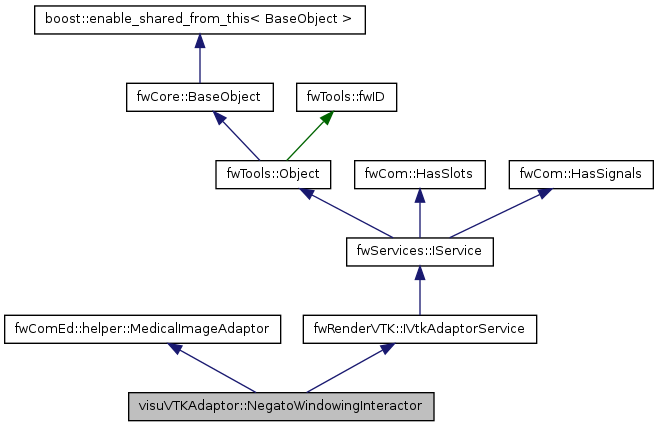 boost::enable_shared_from_this< BaseObject >
fwCore::BaseObject
fwTools::fwID
fwTools::Object
fwCom::HasSlots
fwCom::HasSignals
fwServices::IService
fwComEd::helper::MedicalImageAdaptor
fwRenderVTK::IVtkAdaptorService
visuVTKAdaptor::NegatoWindowingInteractor